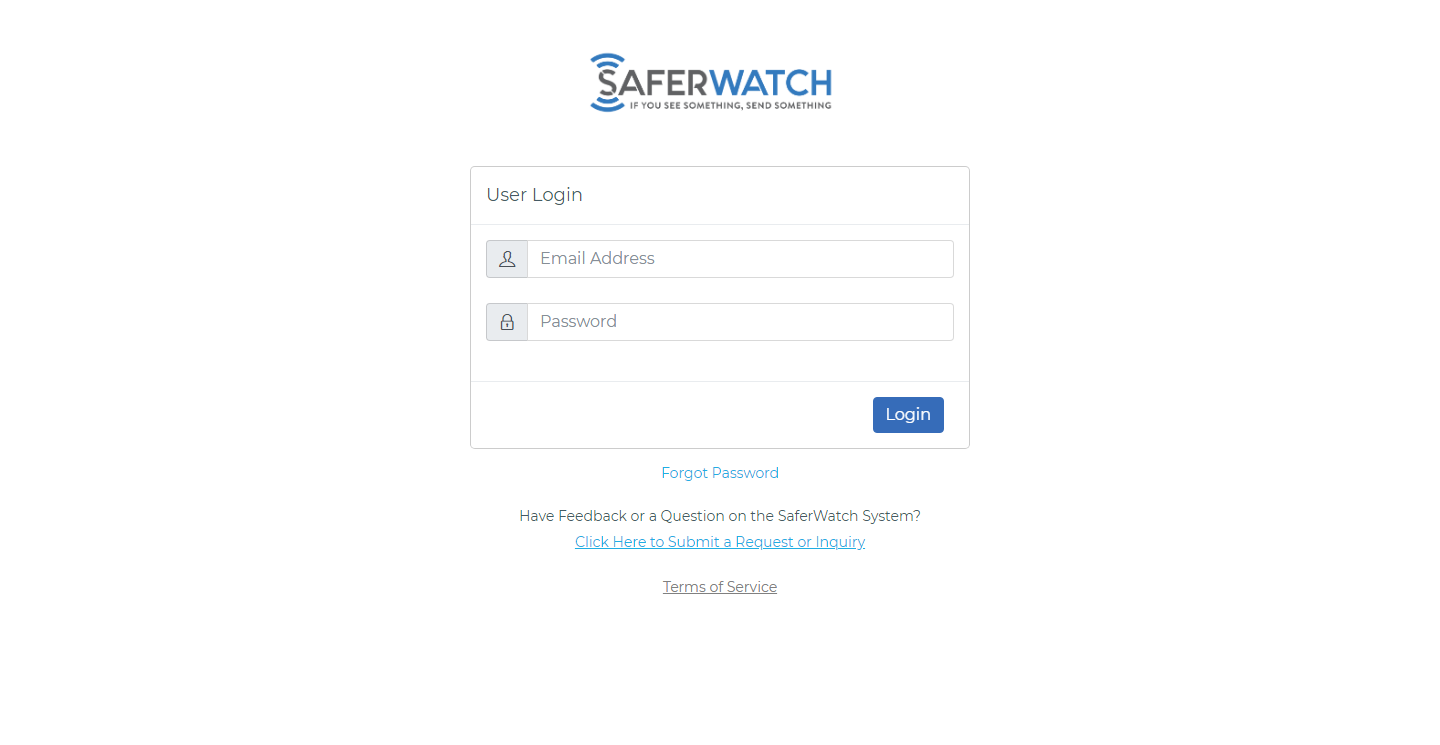 SAFERWATCH
IF YOU SEE SOMETHING, SEND SOMETHING
User Login
Email Address
Password
Login
Forgot Password
Have Feedback or a Question on the SaferWatch System?
Click Here to Submit a Request or Inquiry
Terms of Service